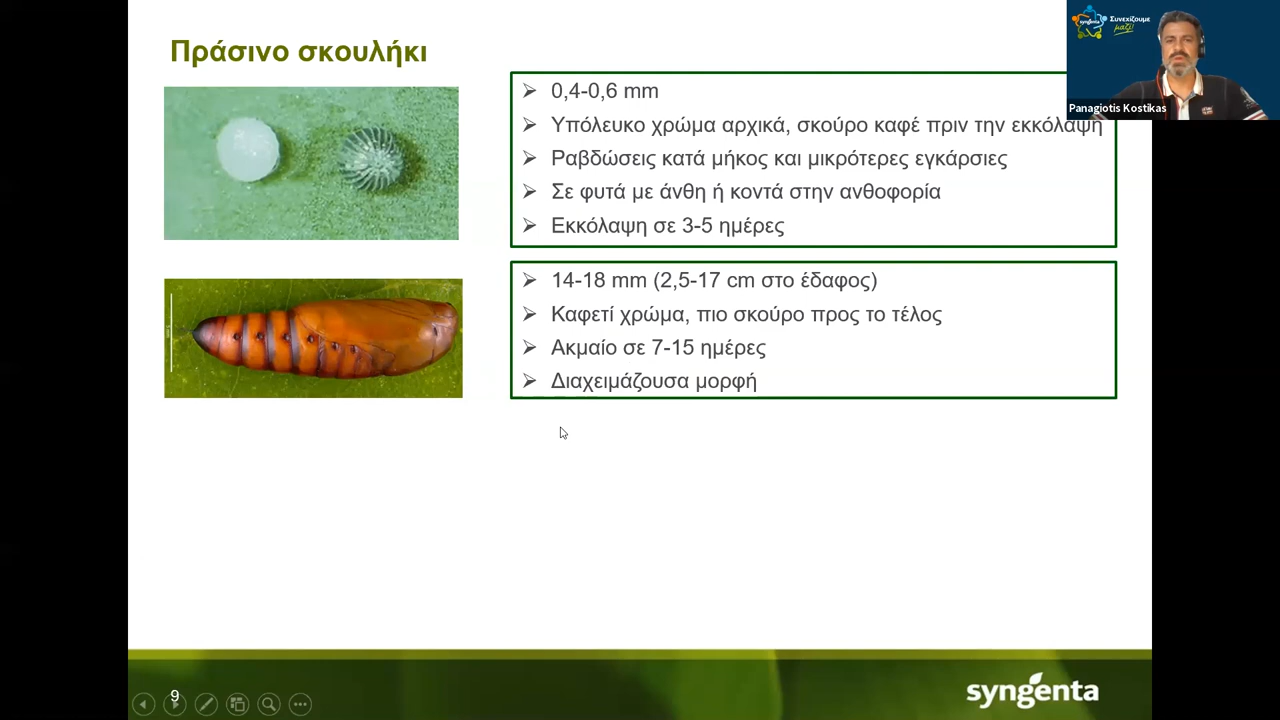 Πράσινο σκουλήκι
syngenta
Συνεχίζουμε
μαζί!
Panagiotis Kostikas
0,4-0,6 mm
Υπόλευκο χρώμα αρχικά, σκούρο καφέ πριν την εκκόλαψη
Ραβδώσεις κατά μήκος και μικρότερες εγκάρσιες
Σε φυτά με άνθη ή κοντά στην ανθοφορία
Εκκόλαψη σε 3-5 ημέρες
14-18 mm (2,5-17 cm στο έδαφος)
Καφετί χρώμα, πιο σκούρο προς το τέλος
Ακμαίο σε 7-15 ημέρες
Διαχειμάζουσα μορφή
9
syngenta